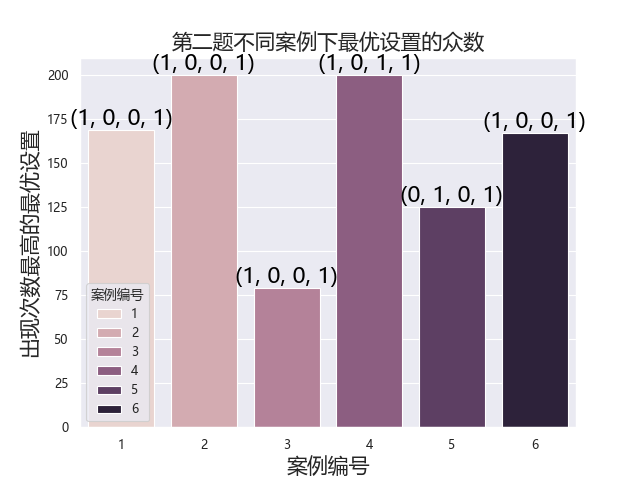 第二题不同案例下最优设置的众数
出现次数最高的最优设置
200
175
150
125
100
75
50
25
0
(1, 0, 0, 1)
(1, 0, 0, 1)
(1, 0, 0, 1)
(1, 0, 1, 1)
(0, 1, 0, 1)
(1, 0, 0, 1)
案例编号
1
2
3
4
5
6
1
2
3
4
5
6
案例编号